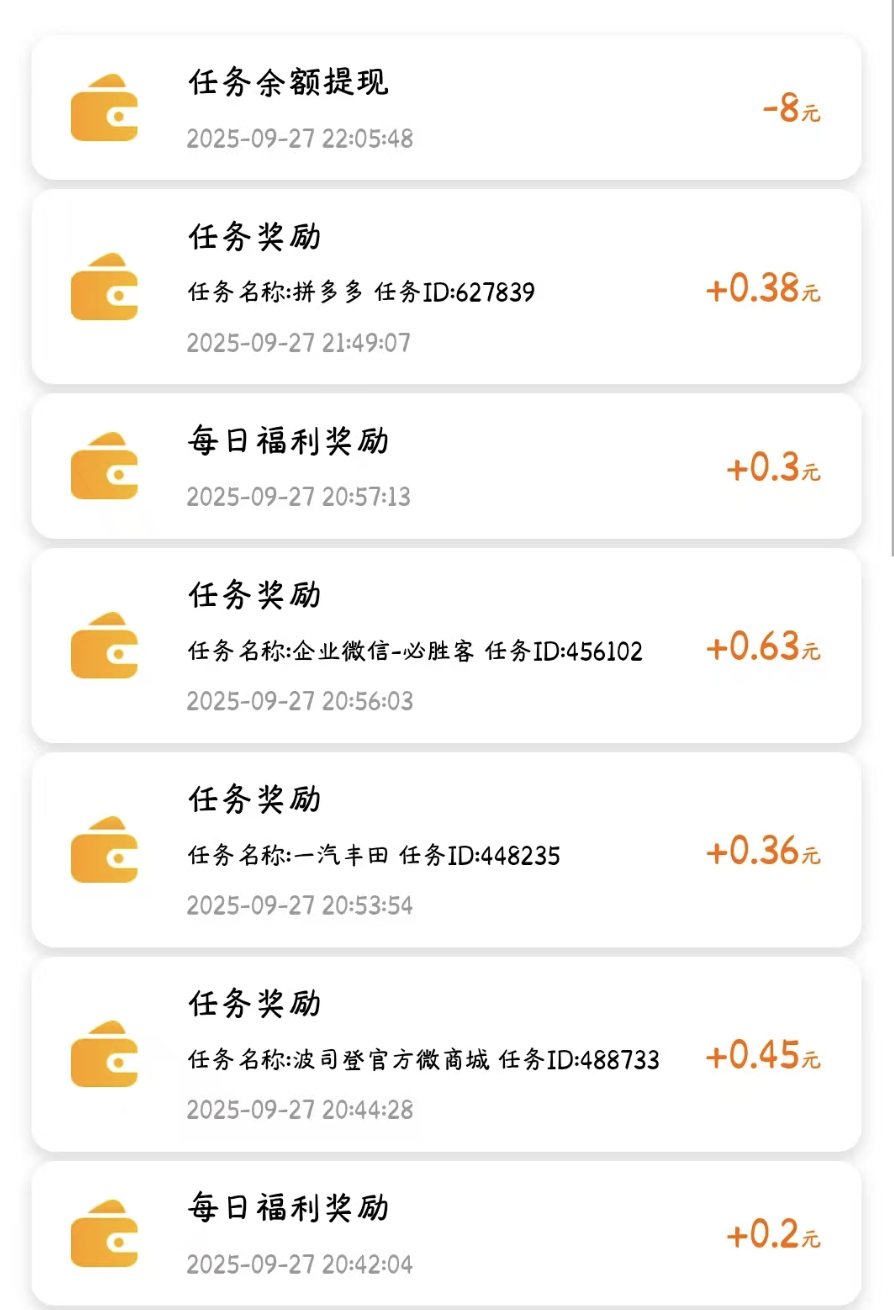 任务余额提现
-8元
2025-09-27 22:05:48
任务奖励
任务名称:拼多多 任务ID:627839
+0.38元
2025-09-27 21:49:07
每日福利奖励
+0.3元
2025-09-27 20:57:13
任务奖励
任务名称:企业微信-必胜客 任务ID:456102
+0.63元
2025-09-27 20:56:03
任务奖励
任务名称:一汽丰田 任务ID:448235
+0.36元
2025-09-27 20:53:54
任务奖励
任务名称:波司登官方微商城 任务ID:488733
+0.45元
2025-09-27 20:44:28
每日福利奖励
+0.2元
2025-09-27 20:42:04